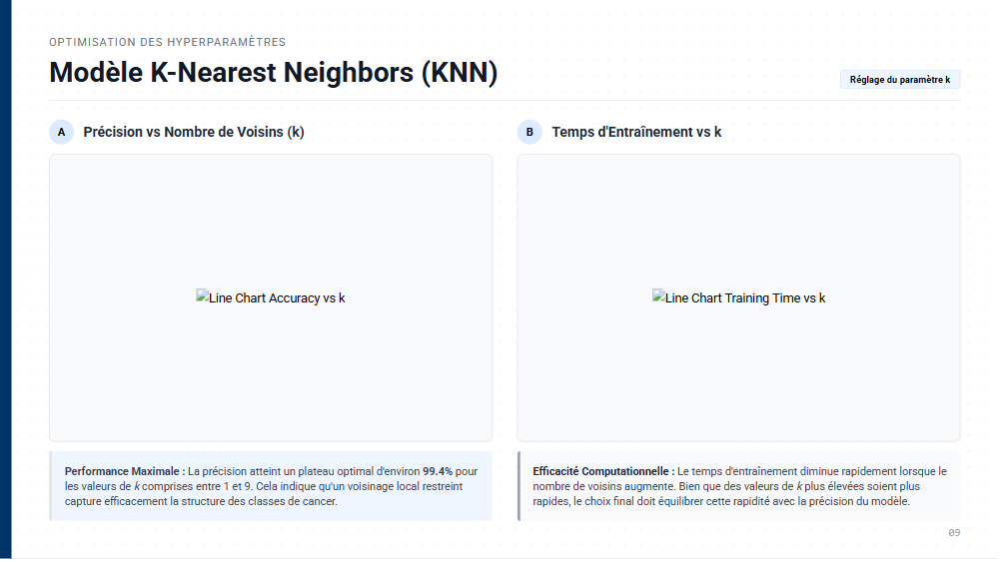 OPTIMISATION DES HYPERPARAMÈTRES
Modèle K-Nearest Neighbors (KNN)
Réglage du paramètre k
A
Précision vs Nombre de Voisins (k)
Line Chart Accuracy vs k
Performance Maximale : La précision atteint un plateau optimal d'environ 99.4% pour
les valeurs de k comprises entre 1 et 9. Cela indique qu'un voisinage local restreint
capture efficacement la structure des classes de cancer.
B
Temps d'Entraînement vs k
Line Chart Training Time vs k
Efficacité Computationnelle : Le temps d'entraînement diminue rapidement lorsque le
nombre de voisins augmente. Bien que des valeurs de k plus élevées soient plus
rapides, le choix final doit équilibrer cette rapidité avec la précision du modèle.
09